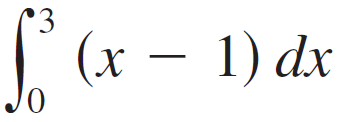 ∫₀³ (x − 1) dx